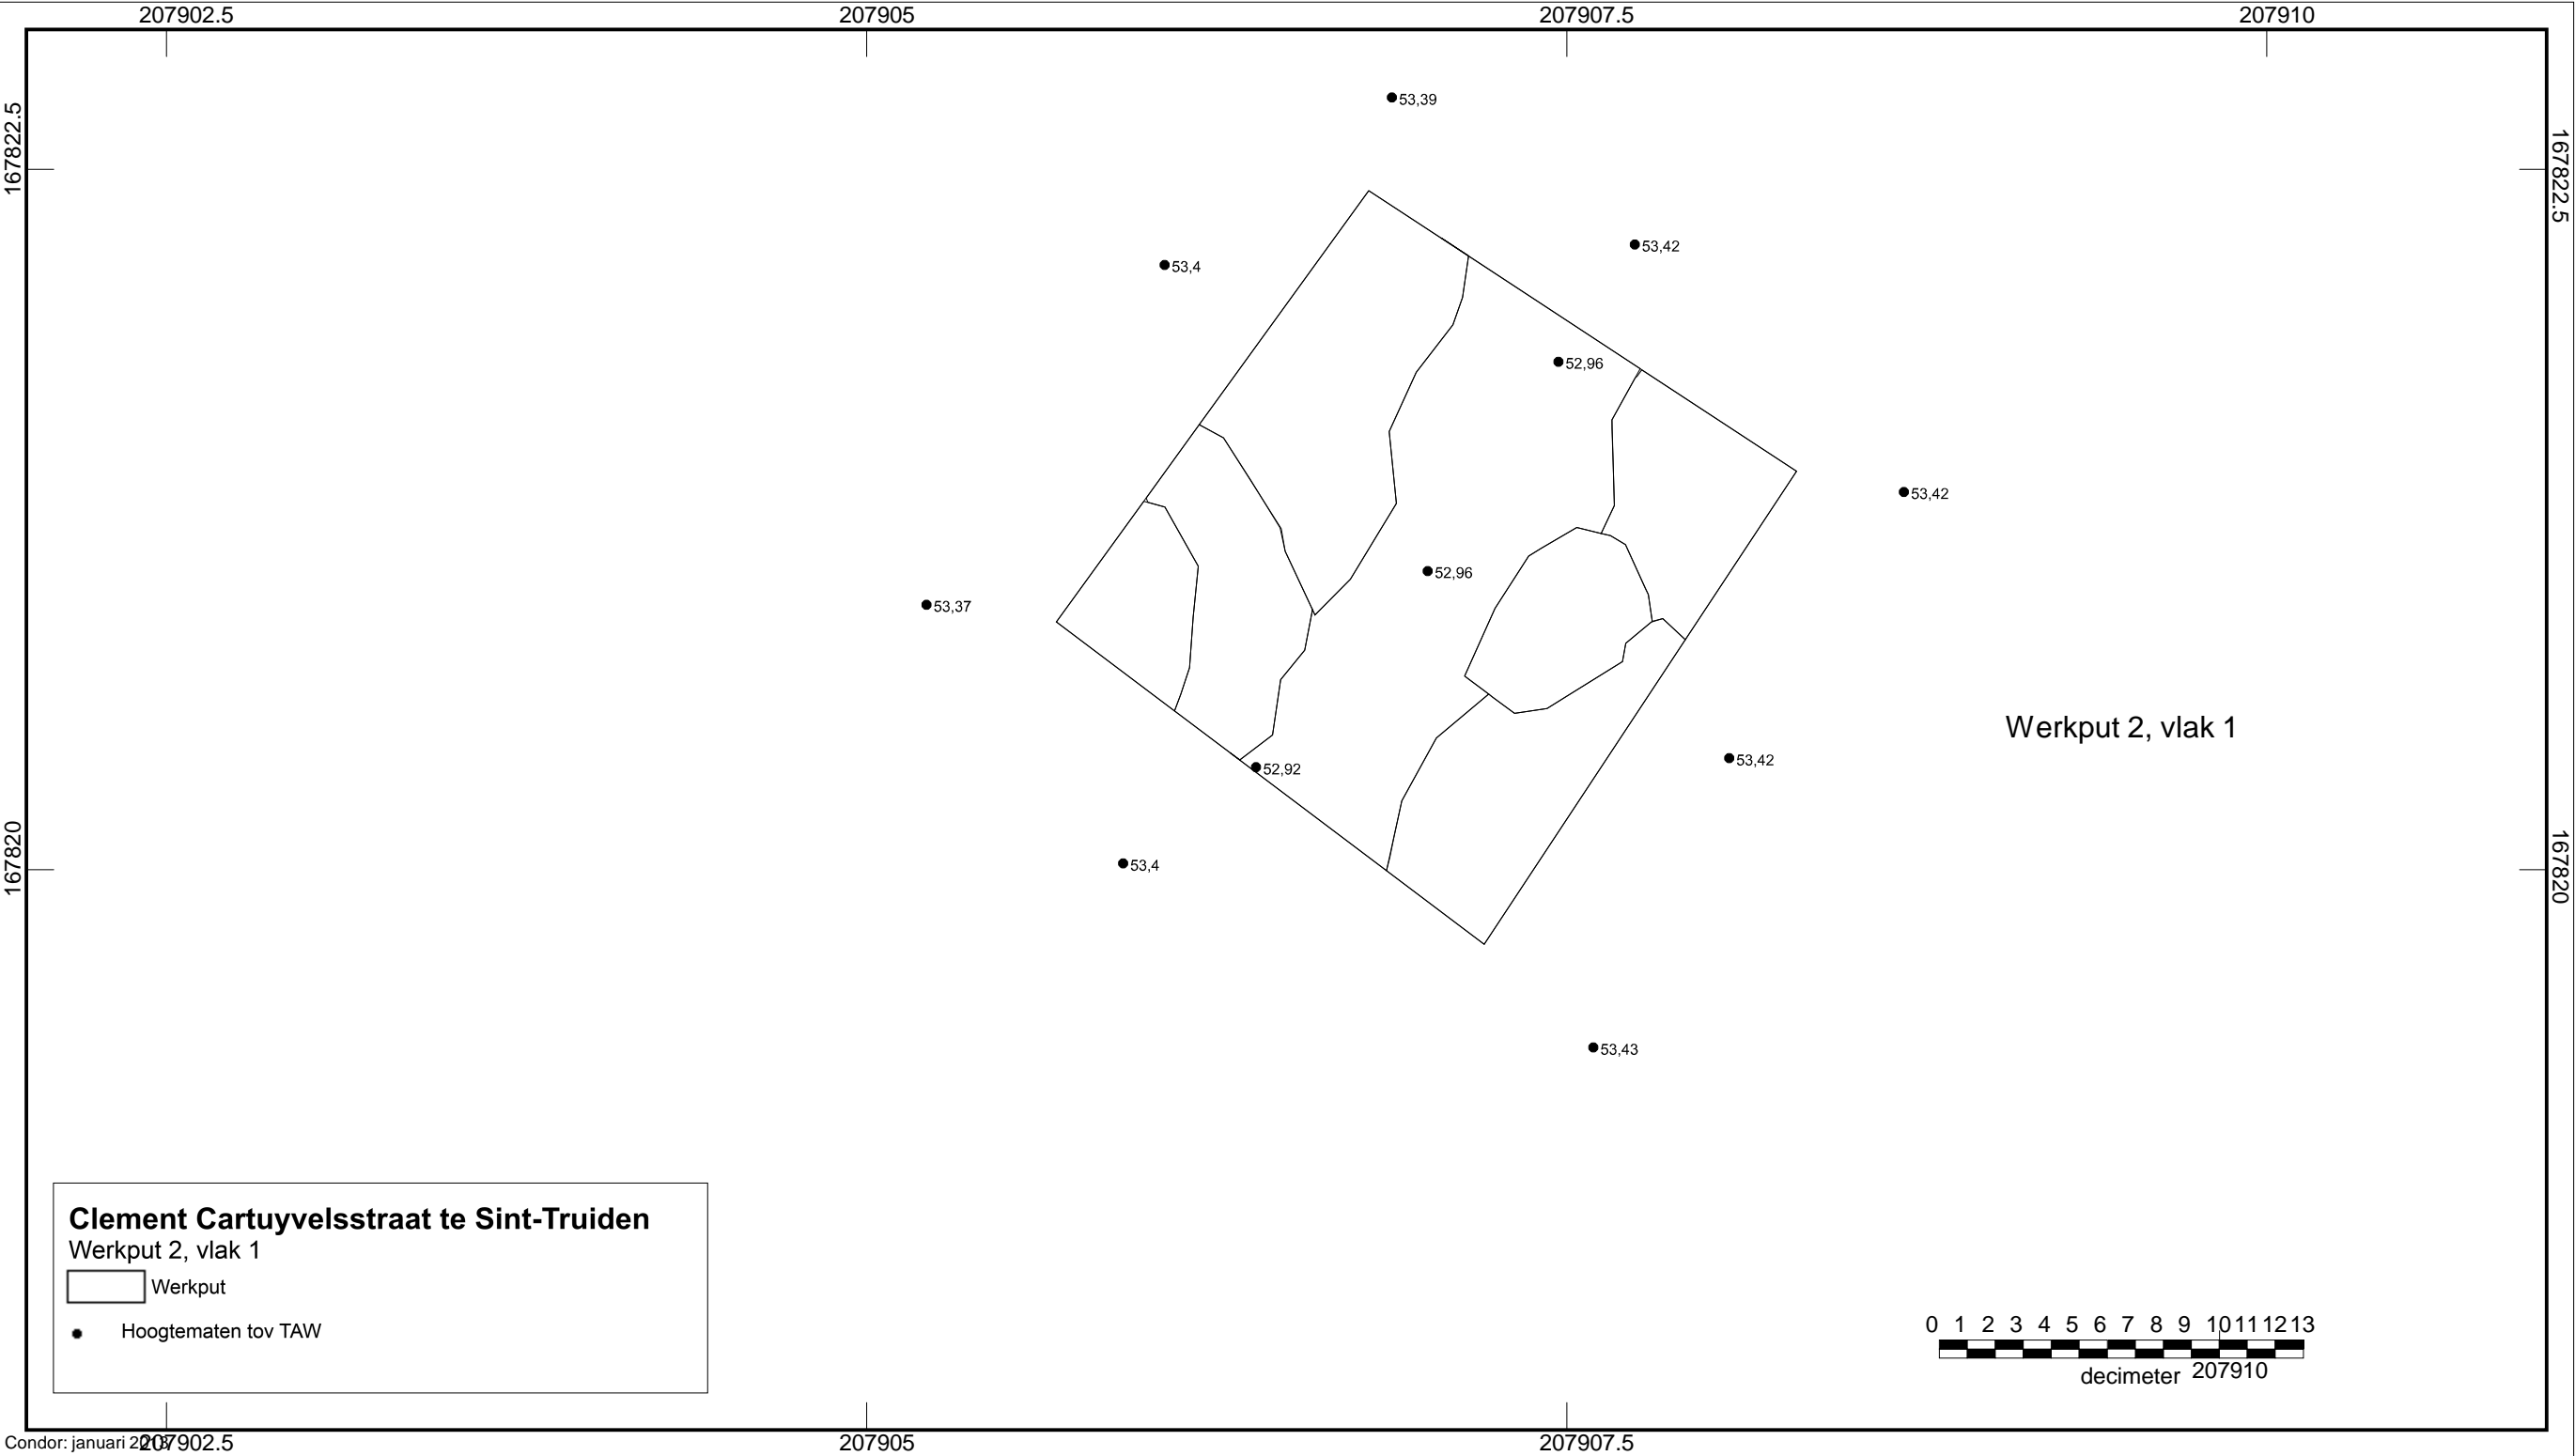 207902.5 207905 207907.5 207910
167822.5
167822.5
53,39
53,42
53,4
52,96
53,42
52,96
53,37
Werkput 2, vlak 1
53,42
52,92
167820
167820
53,4
53,43
Clement Cartuyvelsstraat te Sint-Truiden
Werkput 2, vlak 1
Werkput
Hoogtematen tov TAW
0 1 2 3 4 5 6 7 8 9 10 11 12 13
decimeter 207910
Condor: januari
207902.5 207905 207907.5